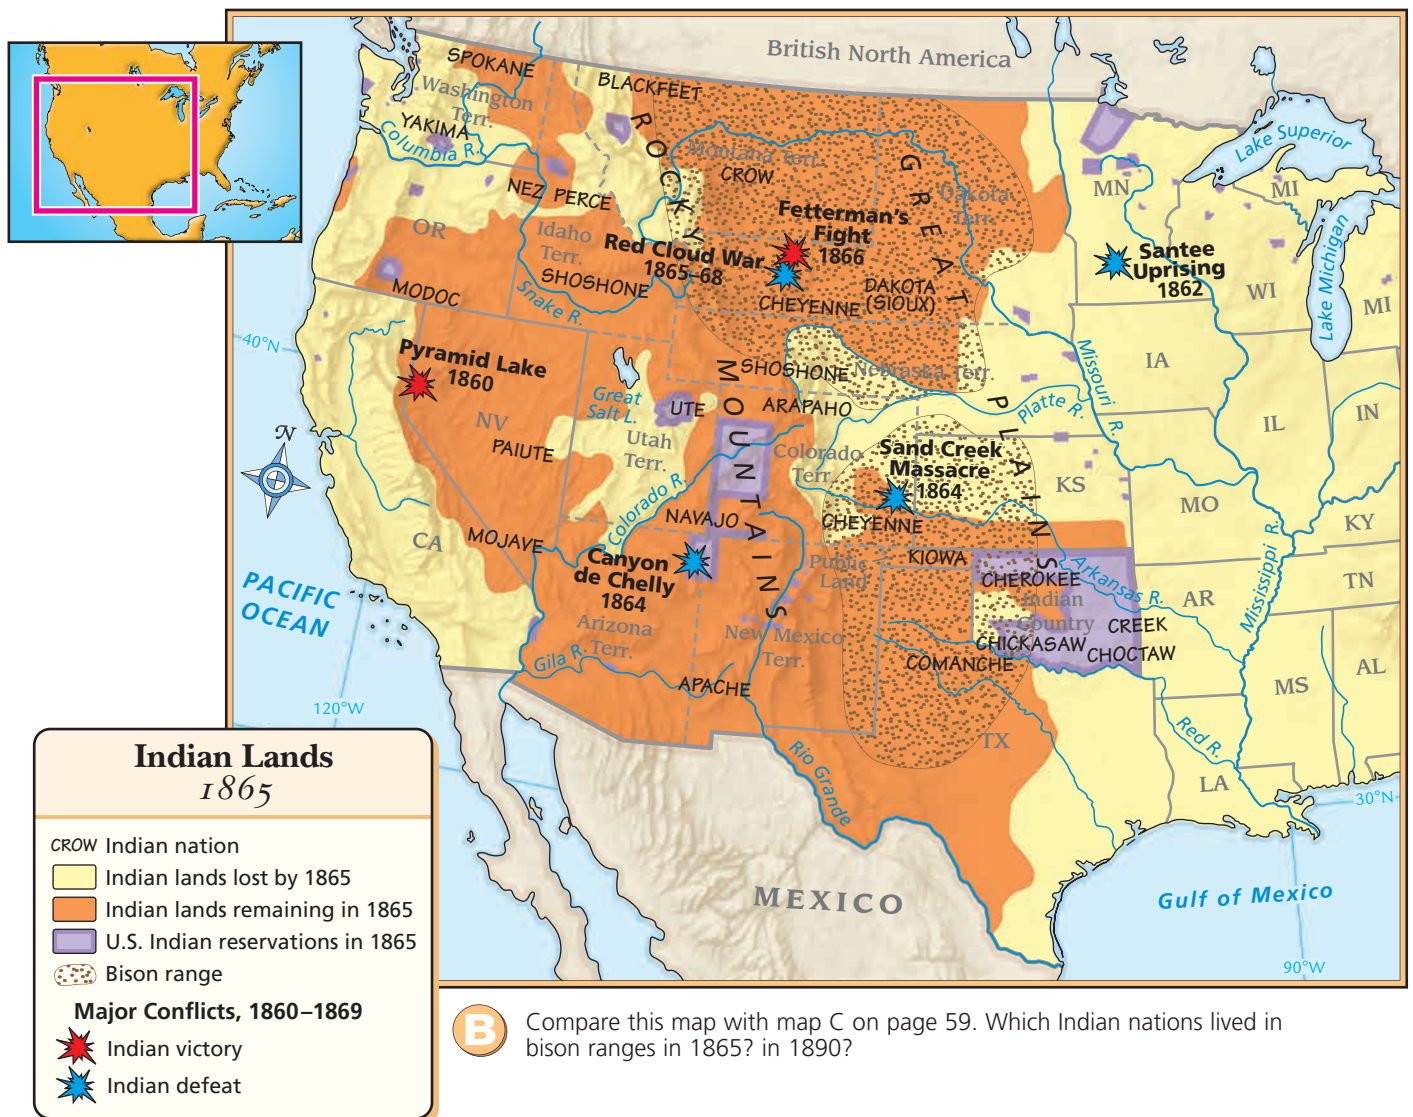 British North America
SPOKANE
BLACKFEET
Washington
Terr.
YAKIMA
Columbia R.
ROCKY MOUNTAINS
Montana Terr.
CROW
GREAT PLAINS
Dakota
Terr.
Lake Superior
MN
MI
NEZ PERCE
OR
Idaho
Terr.
Fetterman's
Fight
1866
Red Cloud War
1865–68
Santee
Uprising
1862
Lake Michigan
WI
MI
SHOSHONE
DAKOTA
(SIOUX)
CHEYENNE
MODOC
Snake R.
40°N
Pyramid Lake
1860
SHOSHONE
Nebraska Terr.
Missouri R.
IA
Great
Salt L.
UTE
ARAPAHO
Platte R.
NV
IL
IN
N
PAIUTE
Utah
Terr.
Colorado
Terr.
Sand Creek
Massacre
1864
KS
MO
Colorado R.
NAVAJO
CHEYENNE
KY
CA
MOJAVE
Canyon
de Chelly
1864
Public
Land
KIOWA
Arkansas R.
Mississippi R.
TN
PACIFIC
OCEAN
CHEROKEE
Indian
Country
AR
CREEK
Arizona
Terr.
New Mexico
Terr.
CHICKASAW
CHOCTAW
Gila R.
COMANCHE
AL
APACHE
MS
120°W
TX
Red R.
Rio Grande
LA
30°N
MEXICO
Gulf of Mexico
90°W
Indian Lands
1865
CROW Indian nation
Indian lands lost by 1865
Indian lands remaining in 1865
U.S. Indian reservations in 1865
Bison range
Major Conflicts, 1860–1869
Indian victory
Indian defeat
B
Compare this map with map C on page 59. Which Indian nations lived in
bison ranges in 1865? in 1890?